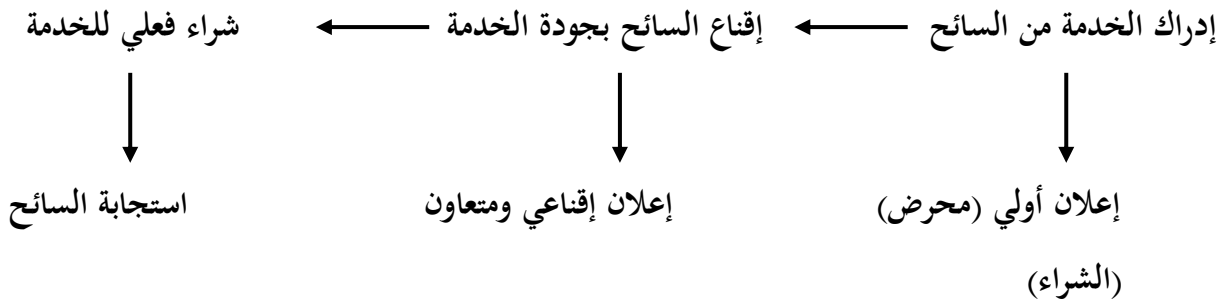 إدراك الخدمة من السائح إقناع السائح بجودة الخدمة شراء فعلي للخدمة
إعلان أولي (محرض) إعلان إقناعي ومتعاون استجابة السائح
(الشراء)